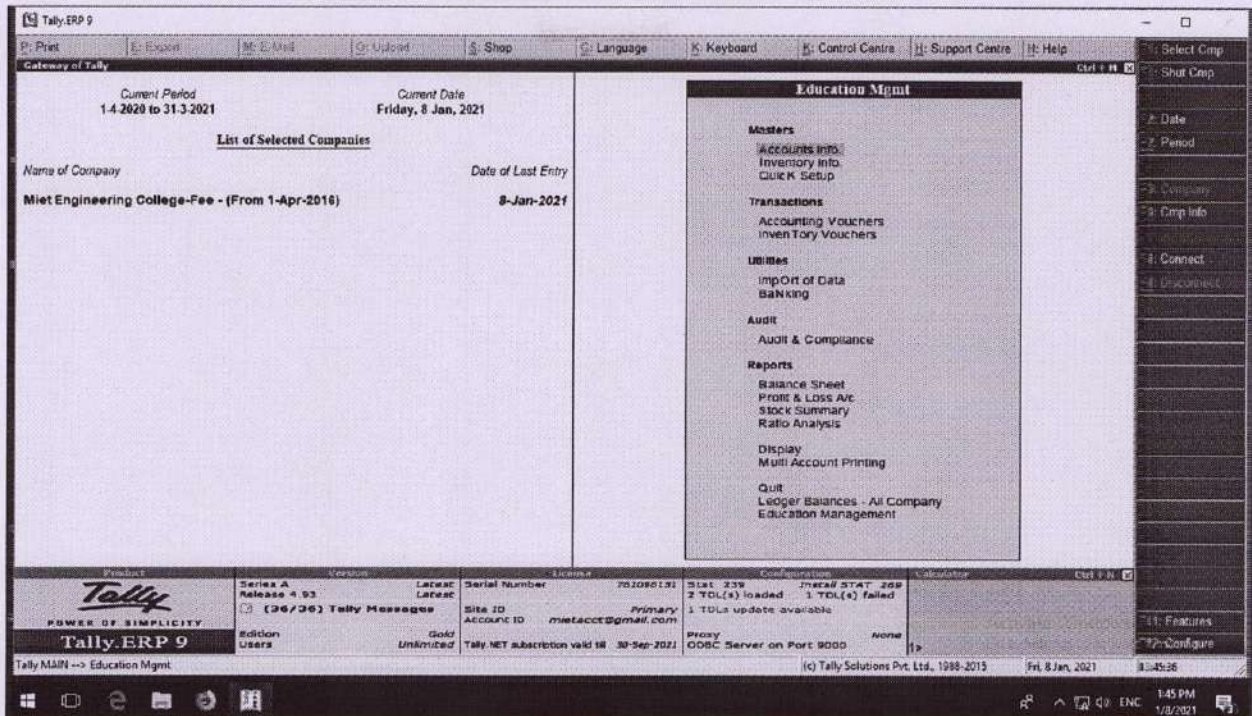 Tally.ERP 9
P: Print E: Export M: E-Mail O: Upload S: Shop G: Language K: Keyboard K: Control Centre H: Support Centre H: Help
Gateway of Tally Ctrl + M
Current Period Current Date
1-4-2020 to 31-3-2021 Friday, 8 Jan, 2021
List of Selected Companies
Name of Company Date of Last Entry
Miet Engineering College-Fee - (From 1-Apr-2016) 8-Jan-2021
Education Mgmt
Masters
Accounts Info.
Inventory Info.
QuicK Setup
Transactions
Accounting Vouchers
InvenTory Vouchers
Utilities
ImpOrt of Data
BaNking
Audit
Audit & Compliance
Reports
Balance Sheet
Profit & Loss A/c
Stock Summary
Ratio Analysis
Display
Multi Account Printing
Quit
Ledger Balances - All Company
Education Management
Select Cmp
Shut Cmp
Date
Period
Company
Cmp Info
Connect
Disconnect
Features
Configure
Product
Tally
POWER OF SIMPLICITY
Tally.ERP 9
Version
Series A Latest
Release 4.93 Latest
(36/36) Tally Messages
Edition Gold
Users Unlimited
License
Serial Number
Site ID Primary
Account ID mietacct@gmail.com
Tally.NET subscription valid till 30-Sep-2021
Configuration
Stat 239 Install STAT 269
2 TDL(s) loaded 1 TDL(s) failed
1 TDLs update available
Proxy None
ODBC Server on Port 9000
Calculator Ctrl + N
1>
Tally MAIN --> Education Mgmt (c) Tally Solutions Pvt. Ltd., 1988-2015 Fri, 8 Jan, 2021 13:45:36
ENG 1:45 PM
1/8/2021